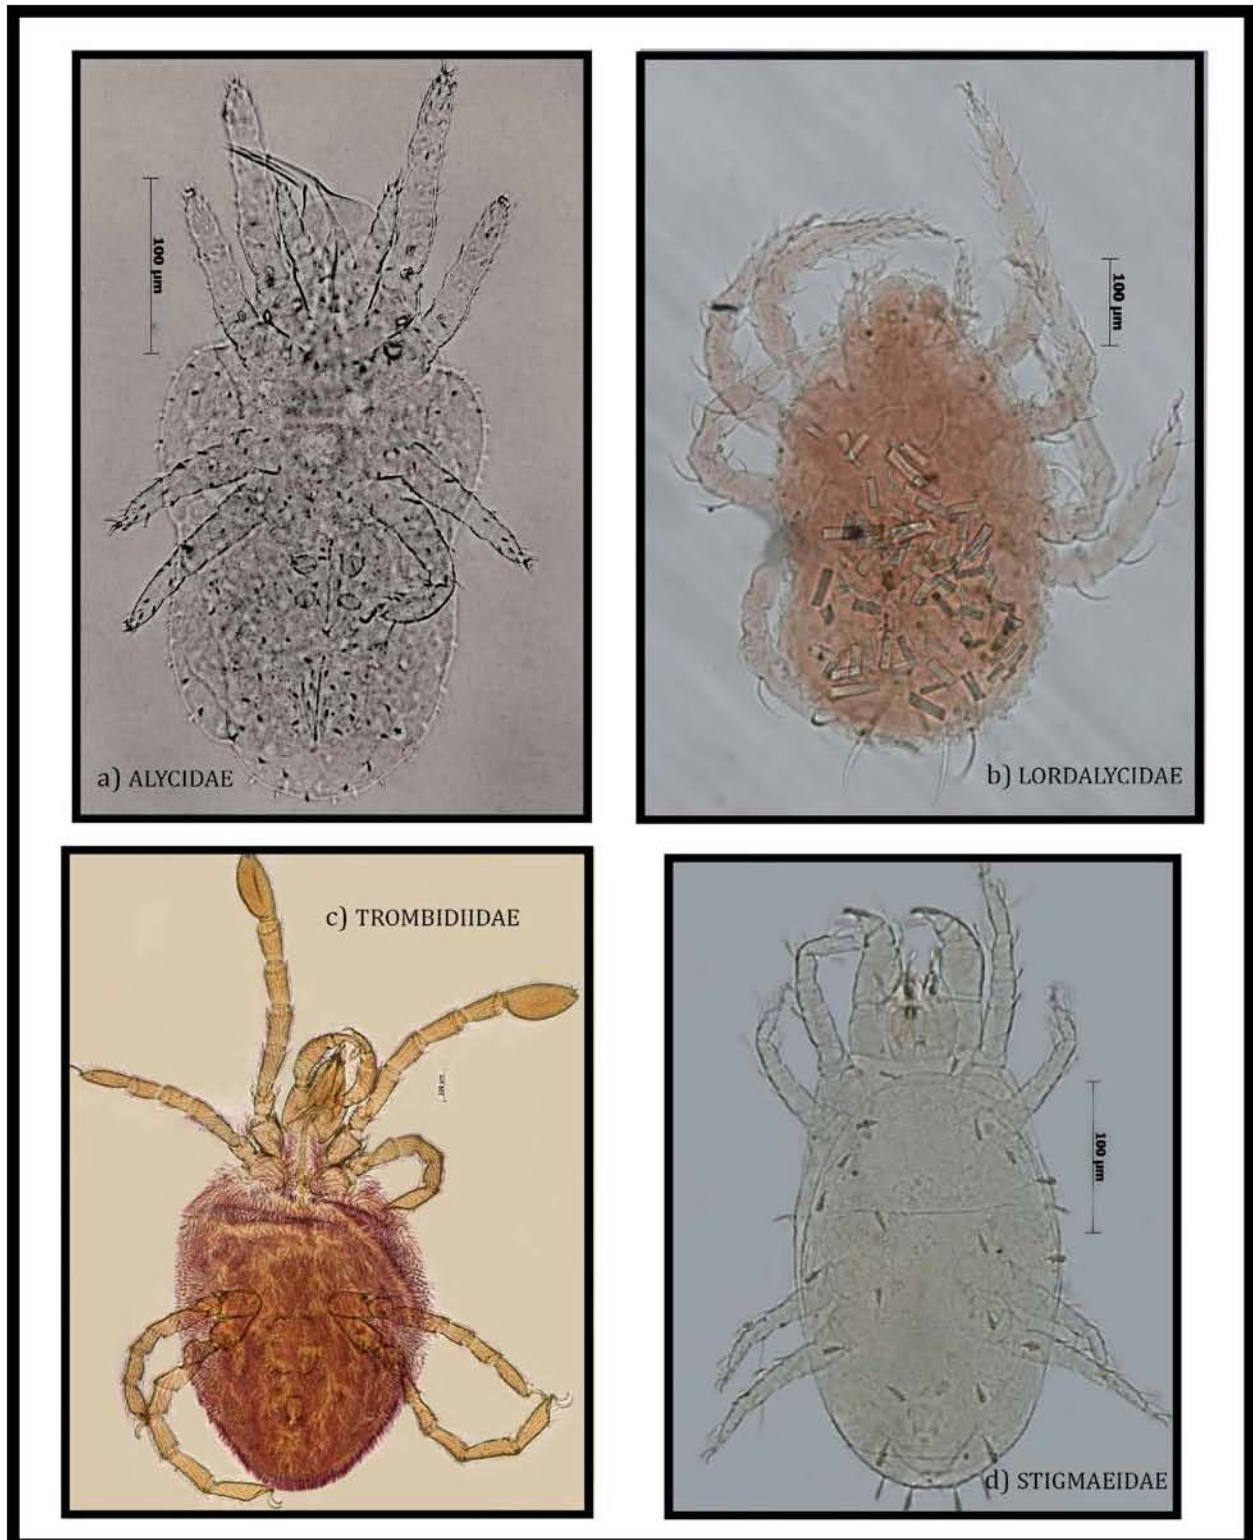 100 µm
a) ALYCIDAE
100 µm
b) LORDALYCIDAE
c) TROMBIDIIDAE
100 µm
d) STIGMAEIDAE